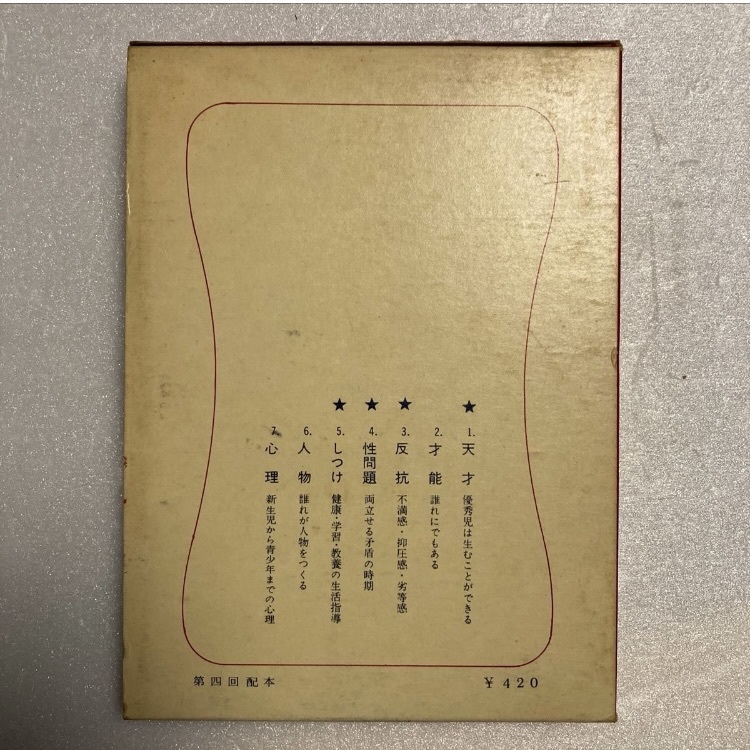 ★ 1. 天才 優秀児は生むことができる
2. 才能 誰れにでもある
★ 3. 反抗 不満感・抑圧感・劣等感
★ 4. 性問題 両立せる矛盾の時期
★ 5. しつけ 健康・学習・教養の生活指導
6. 人物 誰れが人物をつくる
7. 心理 新生児から青少年までの心理
第四回配本
¥420